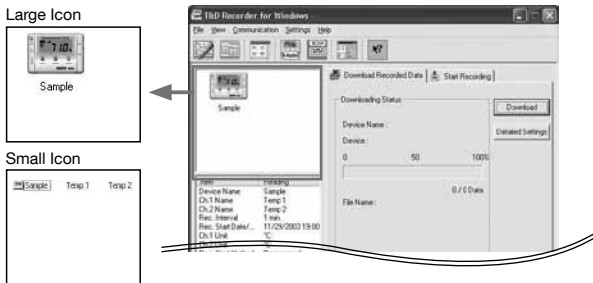 Large Icon
Sample
Small Icon
Sample Temp 1 Temp 2
T&D Recorder for Windows
File View Communication Settings Help
Sample
Download Recorded Data Start Recording
Downloading Status
Download
Device Name :
Detailed Settings
Device :
0 50 100%
0 / 0 Data
File Name :
Item Reading
Device Name Sample
Ch.1 Name Temp 1
Ch.2 Name Temp 2
Rec. Interval 1 min.
Rec. Start Date/... 11/29/2003 19:00
Ch.1 Unit °C